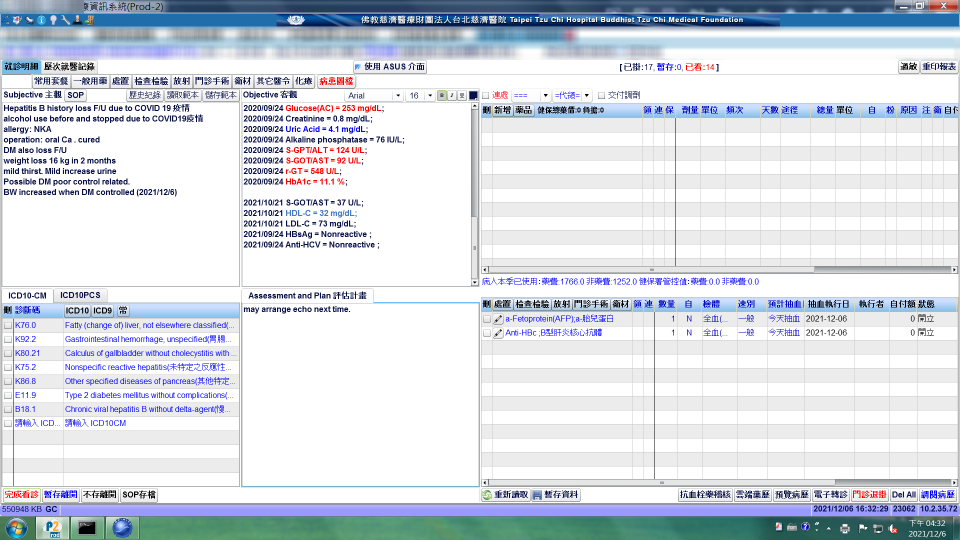 療資訊系統(Prod-2)
佛教慈濟醫療財團法人台北慈濟醫院 Taipei Tzu Chi Hospital Buddhist Tzu Chi Medical Foundation
就診明細 歷次就醫記錄 使用 ASUS 介面 [已掛:17, 暫存:0, 已看:14 ] 過敏 重印報表
常用套餐 一般用藥 處置 檢查檢驗 放射 門診手術 衛材 其它醫令 化療 病患圖檔
Subjective 主觀 SOP 歷史紀錄 讀取範本 儲存範本
Hepatitis B history loss F/U due to COVID 19 疫情
alcohol use before and stopped due to COVID19疫情
allergy: NKA
operation: oral Ca . cured
DM also loss F/U
weight loss 16 kg in 2 months
mild thirst. Mild increase urine
Possible DM poor control related.
BW increased when DM controlled (2021/12/6)
Objective 客觀 Arial 16 B I U
2020/09/24 Glucose(AC) = 253 mg/dL;
2020/09/24 Creatinine = 0.8 mg/dL;
2020/09/24 Uric Acid = 4.1 mg/dL;
2020/09/24 Alkaline phosphatase = 76 IU/L;
2020/09/24 S-GPT/ALT = 124 U/L;
2020/09/24 S-GOT/AST = 92 U/L;
2020/09/24 r-GT = 548 U/L;
2020/09/24 HbA1c = 11.1 %;
2021/10/21 S-GOT/AST = 37 U/L;
2021/10/21 HDL-C = 32 mg/dL;
2021/10/21 LDL-C = 73 mg/dL;
2021/09/24 HBsAg = Nonreactive ;
2021/09/24 Anti-HCV = Nonreactive ;
連處 === =代碼= 交付調劑
刪 新增 藥品 健保總藥價:0 負擔:0 領 連 保 劑量 單位 頻次 天數 途徑 總量 單位 自 粉 原因 注 衛 自付
病人本季已使用:藥費:1766.0 非藥費:1252.0 健保署管控值:藥費:0.0 非藥費:0.0
ICD10-CM ICD10PCS
刪 診斷碼 ICD10 ICD9 常
K76.0 Fatty (change of) liver, not elsewhere classified(...
K92.2 Gastrointestinal hemorrhage, unspecified(胃腸...
K80.21 Calculus of gallbladder without cholecystitis with ...
K75.2 Nonspecific reactive hepatitis(未特定之反應性...
K86.8 Other specified diseases of pancreas(其他特定...
E11.9 Type 2 diabetes mellitus without complications(...
B18.1 Chronic viral hepatitis B without delta-agent(慢...
請輸入 ICD... 請輸入 ICD10CM
Assessment and Plan 評估計畫
may arrange echo next time.
刪 處置 檢查檢驗 放射 門診手術 衛材 領 連 數量 自 檢體 速別 預計抽血 抽血執行日 執行者 自付額 狀態
a-Fetoprotein(AFP);a-胎兒蛋白 1 N 全血(... 一般 今天抽血 2021-12-06 0 開立
Anti-HBc ;B型肝炎核心抗體 1 N 全血(... 一般 今天抽血 2021-12-06 0 開立
完成看診 暫存離開 不存離開 SOP存檔 重新讀取 暫存資料 抗血栓藥稽核 雲端藥歷 預覽病歷 電子轉診 門診退掛 Del All 調閱病歷
550948 KB GC 2021/12/06 16:32:29 23062 10.2.35.72
下午 04:32
2021/12/6